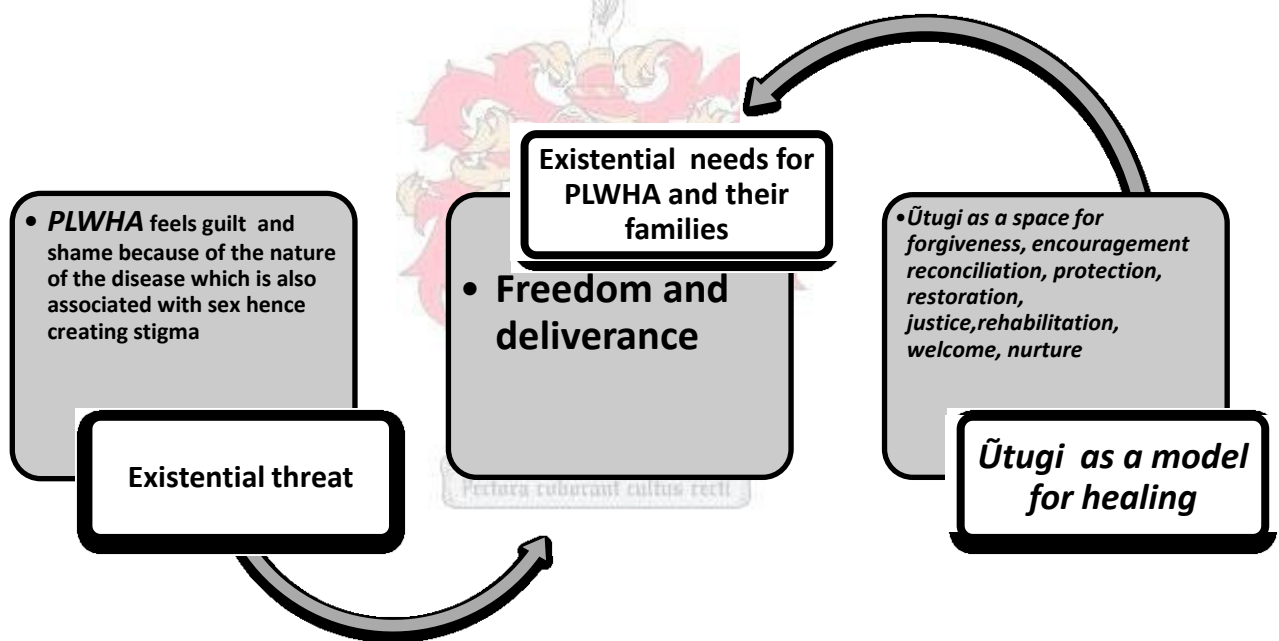 • PLWHA feels guilt and
shame because of the nature
of the disease which is also
associated with sex hence
creating stigma
Existential threat
Existential needs for
PLWHA and their
families
• Freedom and
deliverance
•Ũtugi as a space for
forgiveness, encouragement
reconciliation, protection,
restoration,
justice,rehabilitation,
welcome, nurture
Ũtugi as a model
for healing
Pectora roborant cultus recti